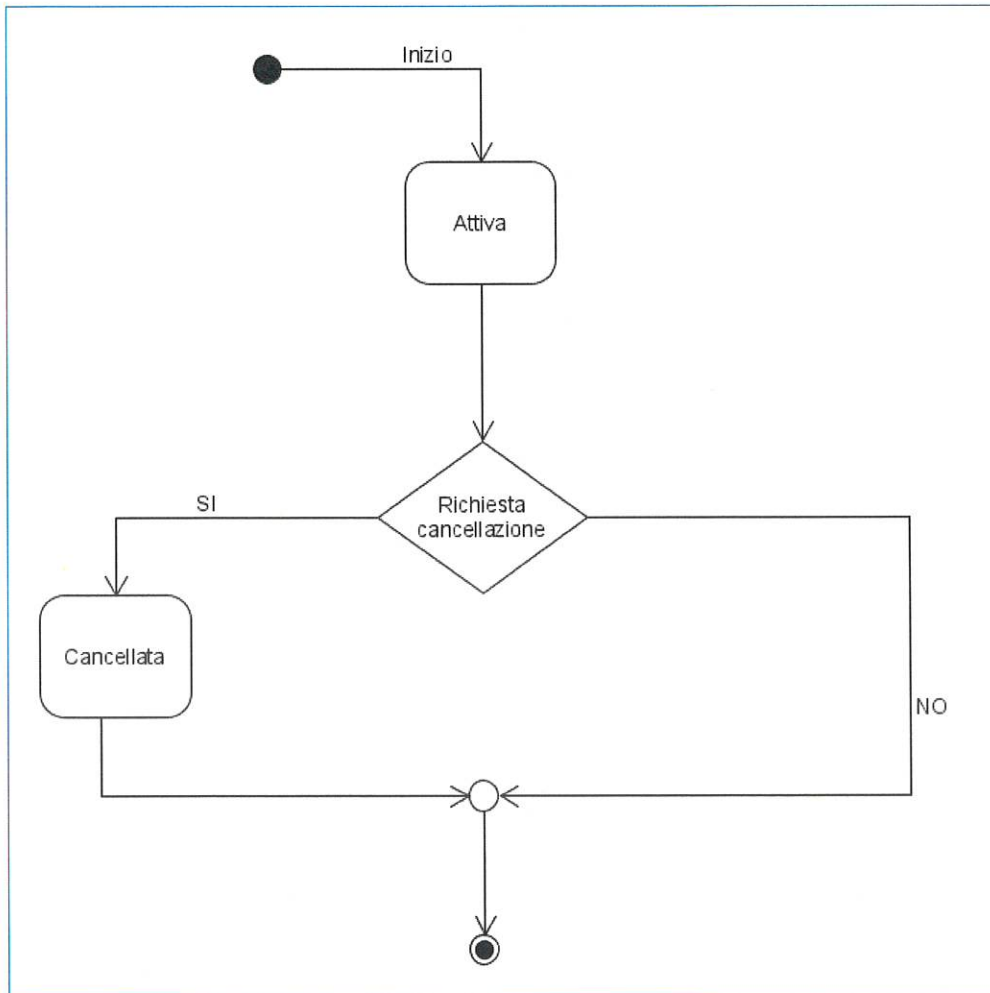 Inizio
Attiva
SI
Richiesta
cancellazione
Cancellata
NO